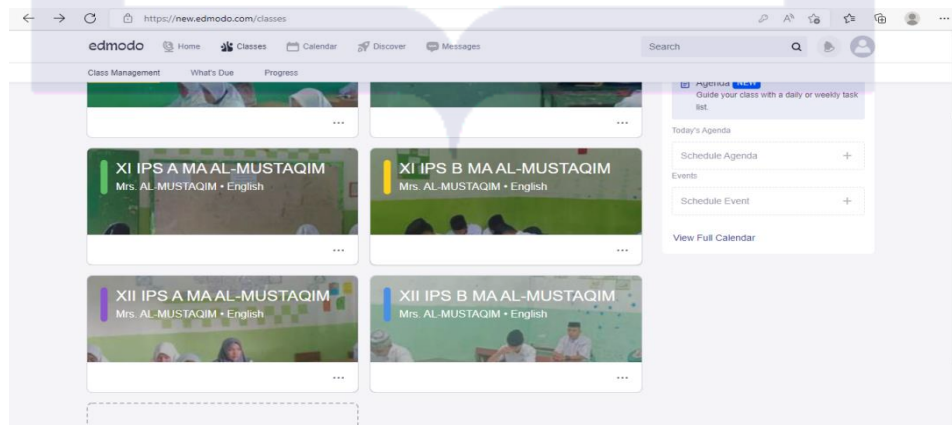 https://new.edmodo.com/classes
edmodo Home Classes Calendar Discover Messages Search
Class Management What's Due Progress
Agenda NEW
Guide your class with a daily or weekly task
list.
Today's Agenda
Schedule Agenda +
Events
Schedule Event +
View Full Calendar
XI IPS A MA AL-MUSTAQIM
Mrs. AL-MUSTAQIM • English
XI IPS B MA AL-MUSTAQIM
Mrs. AL-MUSTAQIM • English
XII IPS A MA AL-MUSTAQIM
Mrs. AL-MUSTAQIM • English
XII IPS B MA AL-MUSTAQIM
Mrs. AL-MUSTAQIM • English